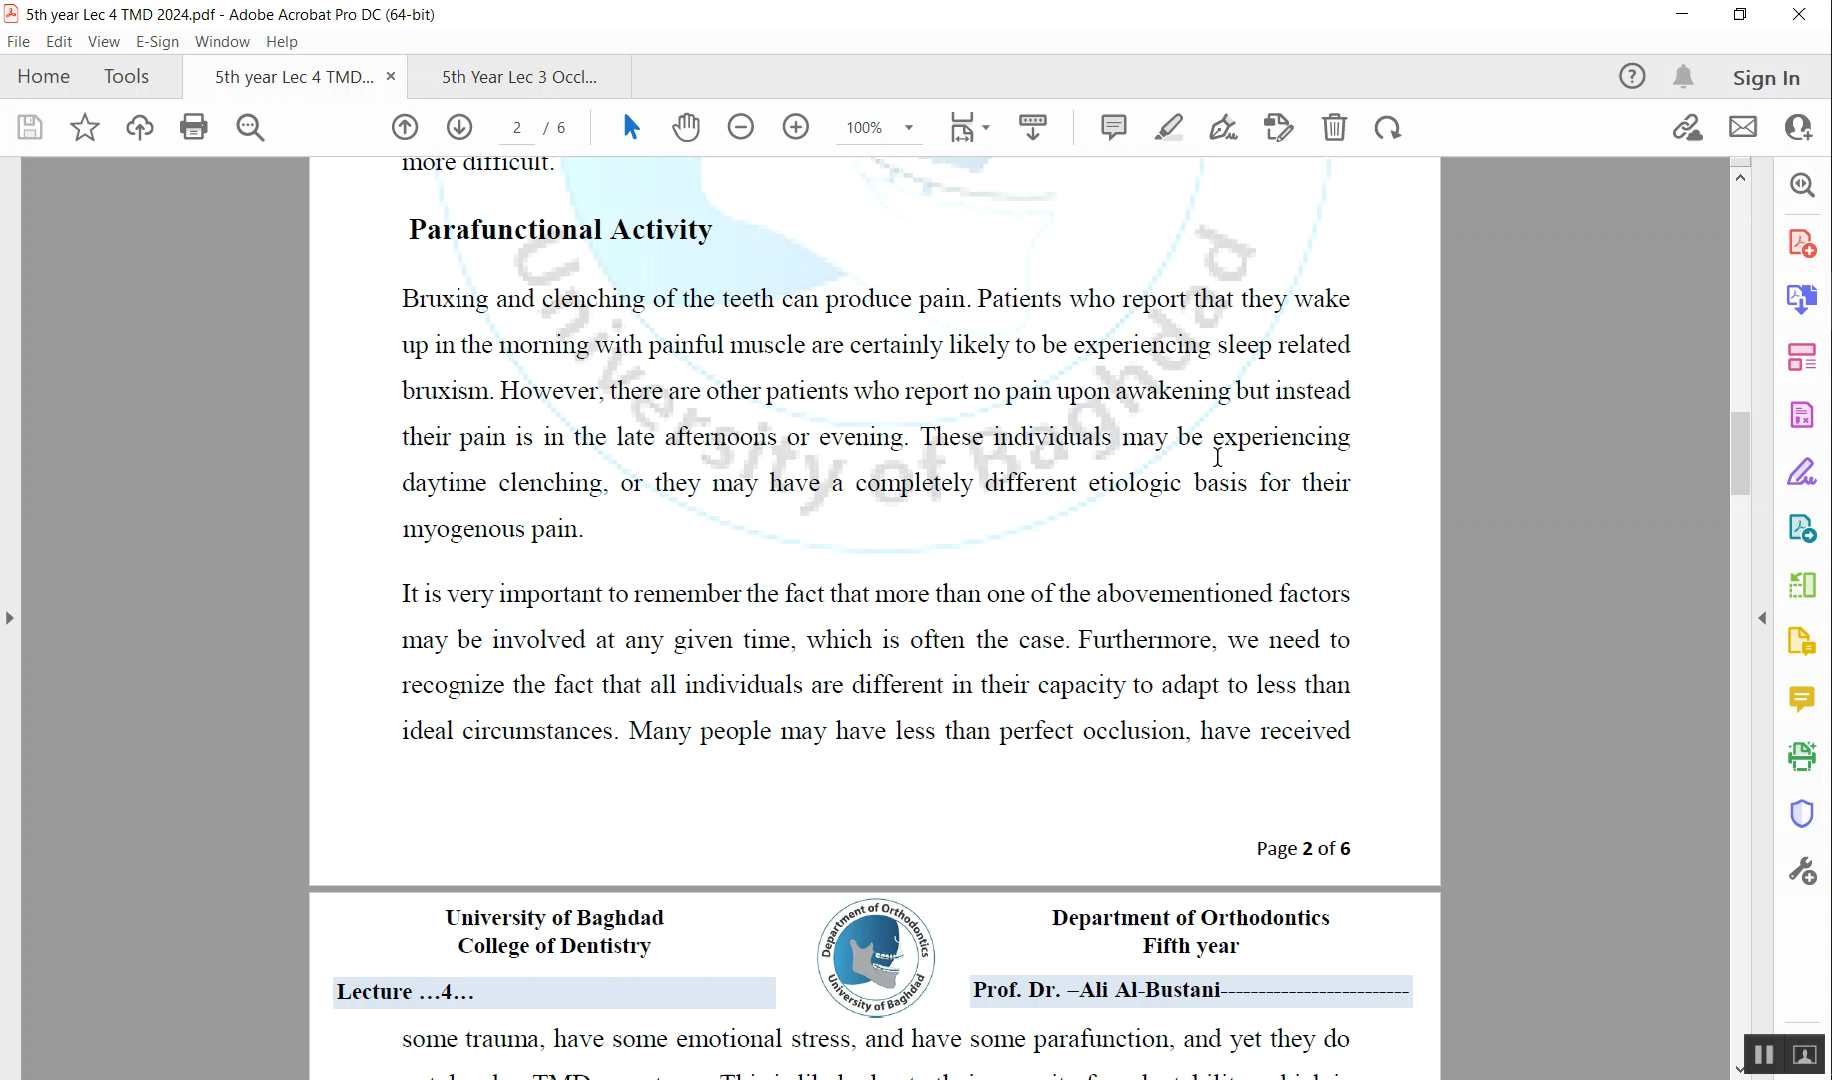 5th year Lec 4 TMD 2024.pdf - Adobe Acrobat Pro DC (64-bit)
File Edit View E-Sign Window Help
Home Tools 5th year Lec 4 TMD... × 5th Year Lec 3 Occl... Sign In
2 / 6 100%
more difficult.
Parafunctional Activity
Bruxing and clenching of the teeth can produce pain. Patients who report that they wake
up in the morning with painful muscle are certainly likely to be experiencing sleep related
bruxism. However, there are other patients who report no pain upon awakening but instead
their pain is in the late afternoons or evening. These individuals may be experiencing
daytime clenching, or they may have a completely different etiologic basis for their
myogenous pain.
University of Baghdad
It is very important to remember the fact that more than one of the abovementioned factors
may be involved at any given time, which is often the case. Furthermore, we need to
recognize the fact that all individuals are different in their capacity to adapt to less than
ideal circumstances. Many people may have less than perfect occlusion, have received
Page 2 of 6
University of Baghdad
College of Dentistry
Department of Orthodontics
University of Baghdad
Department of Orthodontics
Fifth year
Lecture ...4...
Prof. Dr. –Ali Al-Bustani------------------------
some trauma, have some emotional stress, and have some parafunction, and yet they do